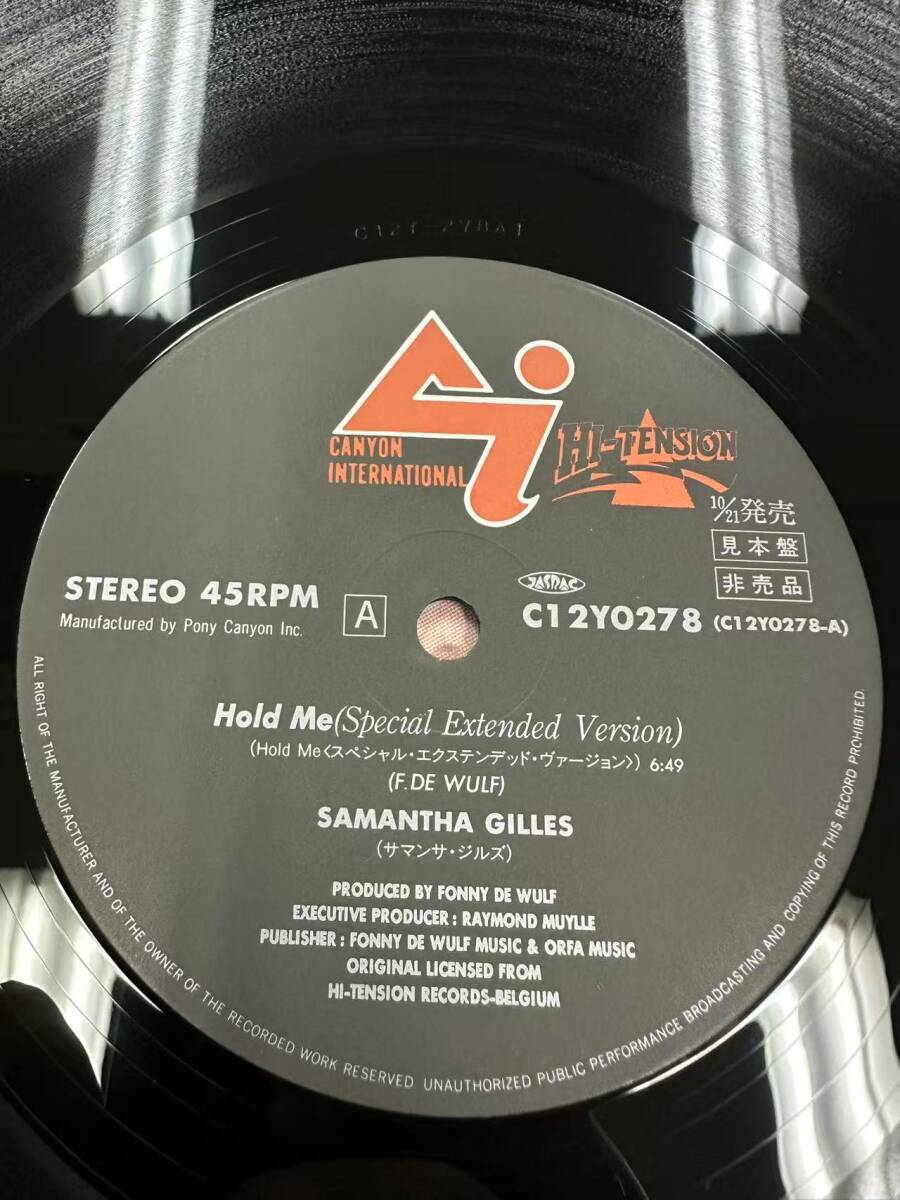 C12Y-278A1
CANYON
INTERNATIONAL
HI-TENSION
10/21発売
見本盤
非売品
STEREO 45RPM
Manufactured by Pony Canyon Inc.
A
JASRAC
C12Y0278 (C12Y0278-A)
Hold Me(Special Extended Version)
(Hold Me〈スペシャル・エクステンデッド・ヴァージョン〉) 6:49
(F. DE WULF)
SAMANTHA GILLES
(サマンサ・ジルズ)
PRODUCED BY FONNY DE WULF
EXECUTIVE PRODUCER : RAYMOND MUYLLE
PUBLISHER : FONNY DE WULF MUSIC & ORFA MUSIC
ORIGINAL LICENSED FROM
HI-TENSION RECORDS-BELGIUM
ALL RIGHT OF THE MANUFACTURER AND OF THE OWNER OF THE RECORDED WORK RESERVED. UNAUTHORIZED PUBLIC PERFORMANCE BROADCASTING AND COPYING OF THIS RECORD PROHIBITED.